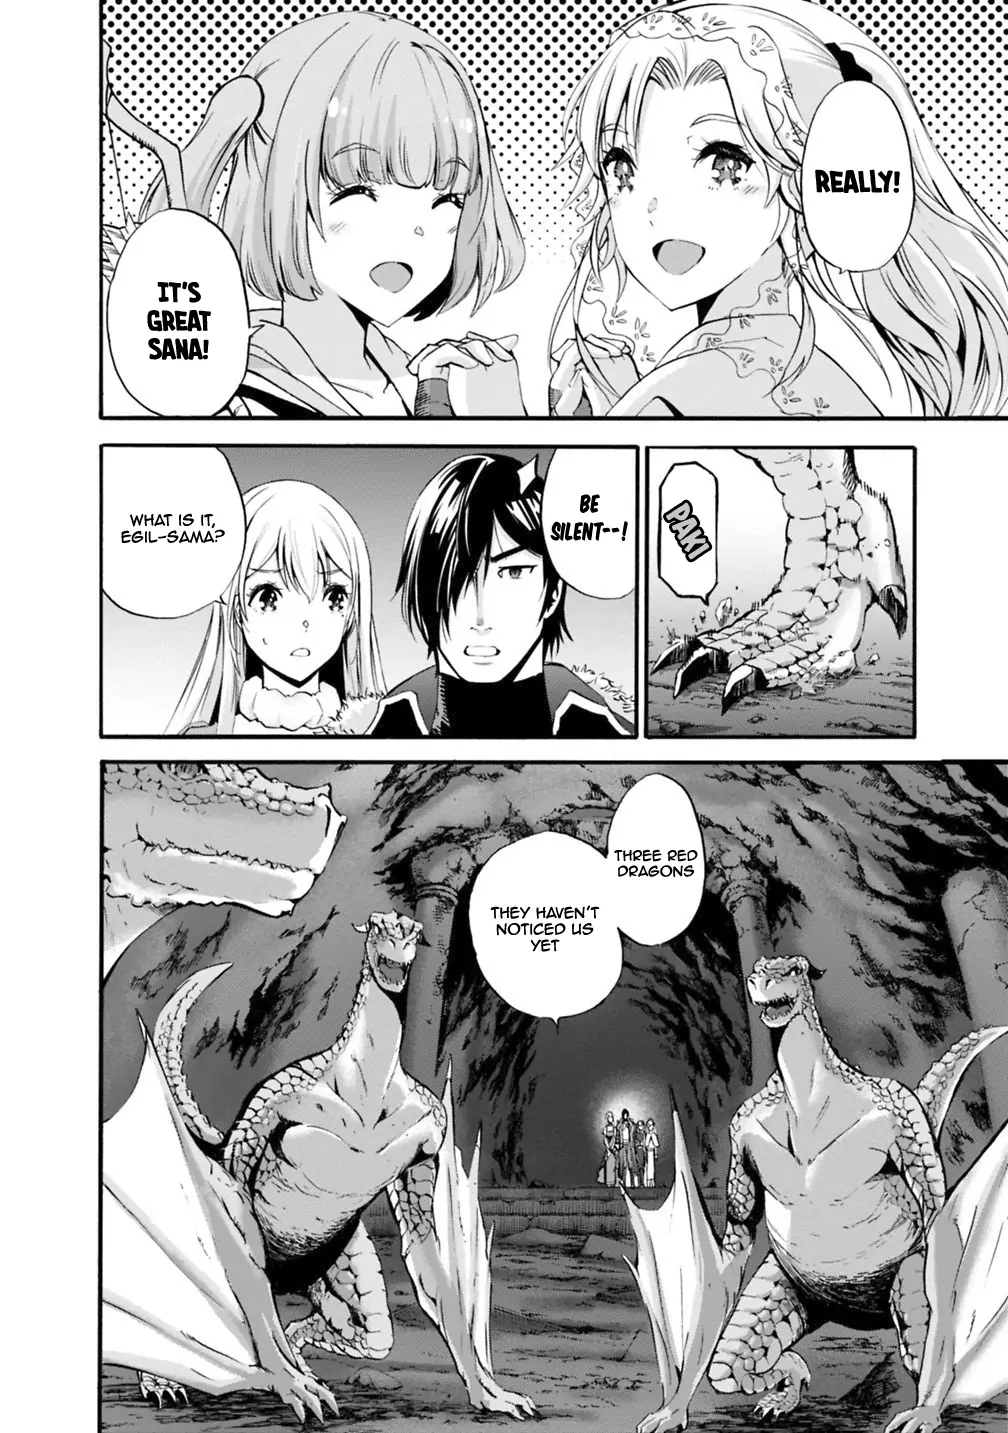 REALLY!
IT'S
GREAT
SANA!
PAKI
BE
SILENT--!
WHAT IS IT,
EGIL-SAMA?
THREE RED
DRAGONS
THEY HAVEN'T
NOTICED US
YET